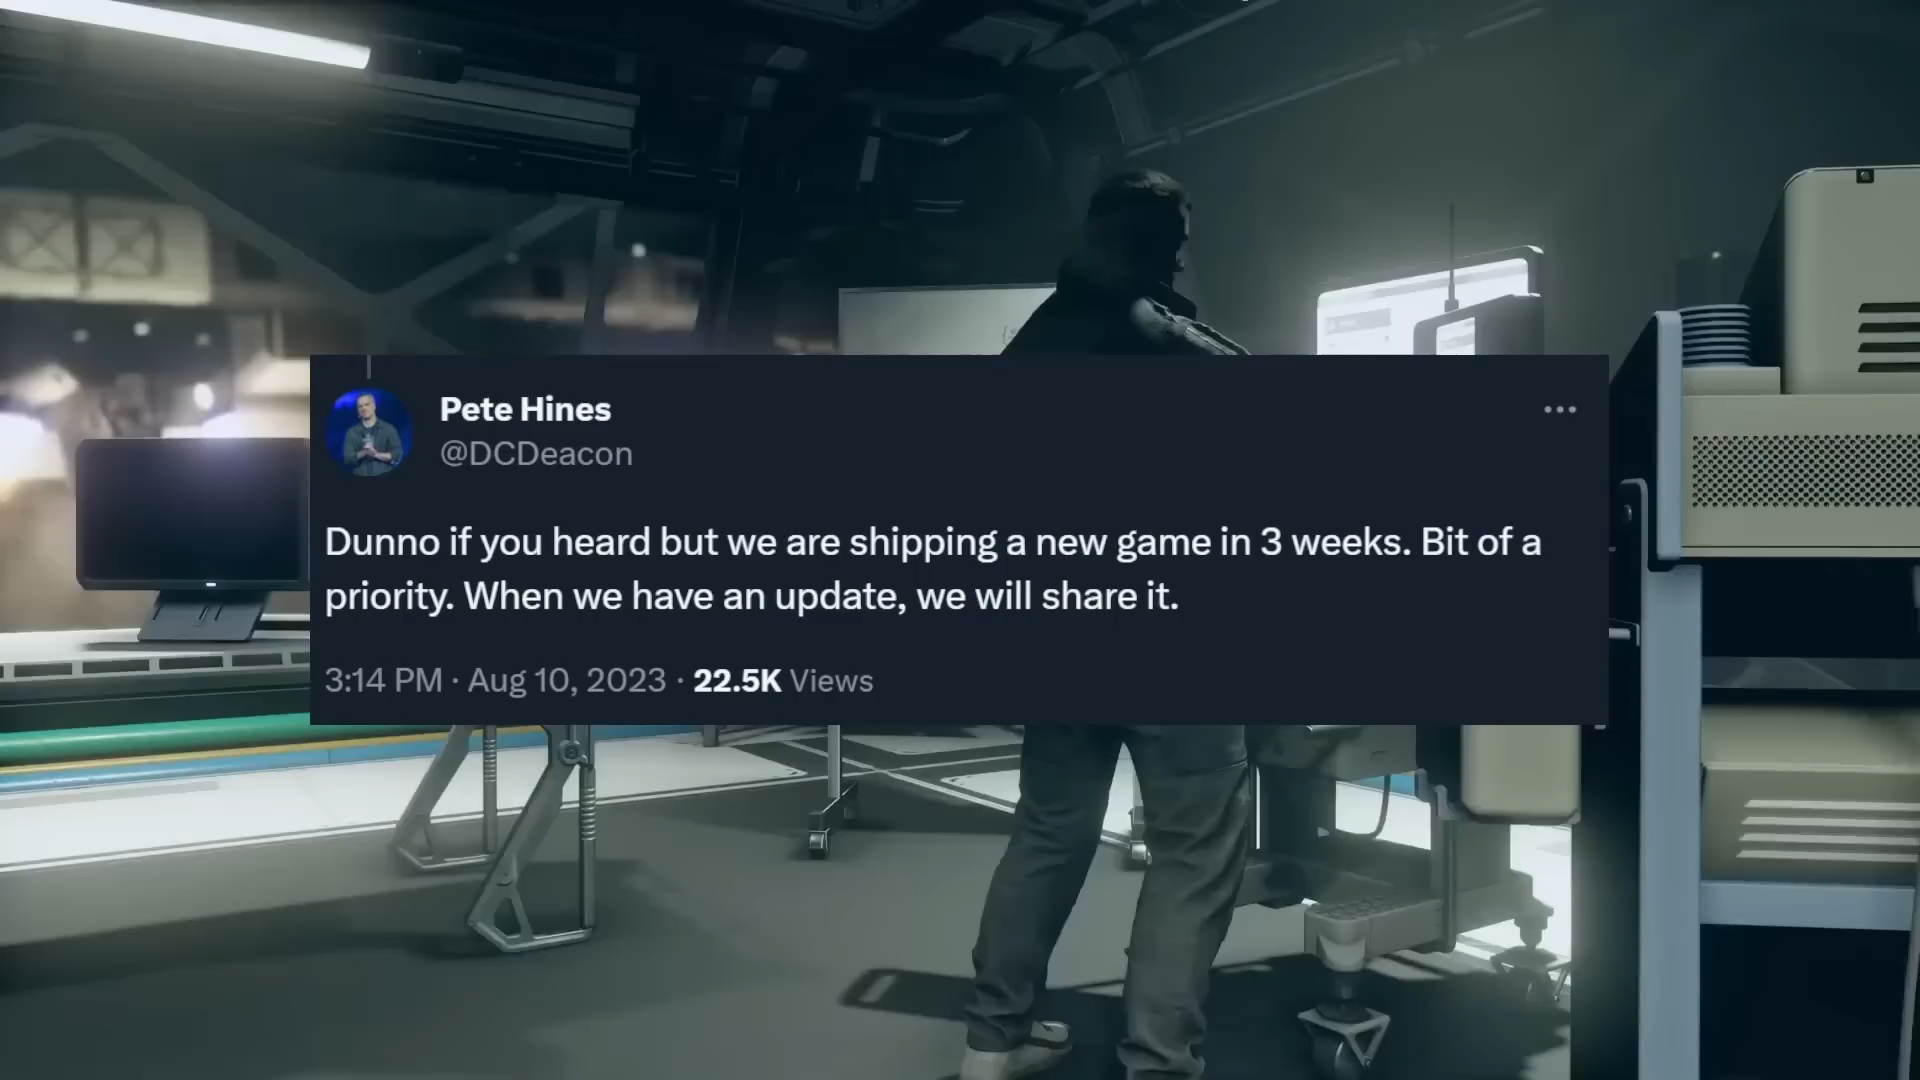 Pete Hines
@DCDeacon
Dunno if you heard but we are shipping a new game in 3 weeks. Bit of a
priority. When we have an update, we will share it.
3:14 PM · Aug 10, 2023 · 22.5K Views